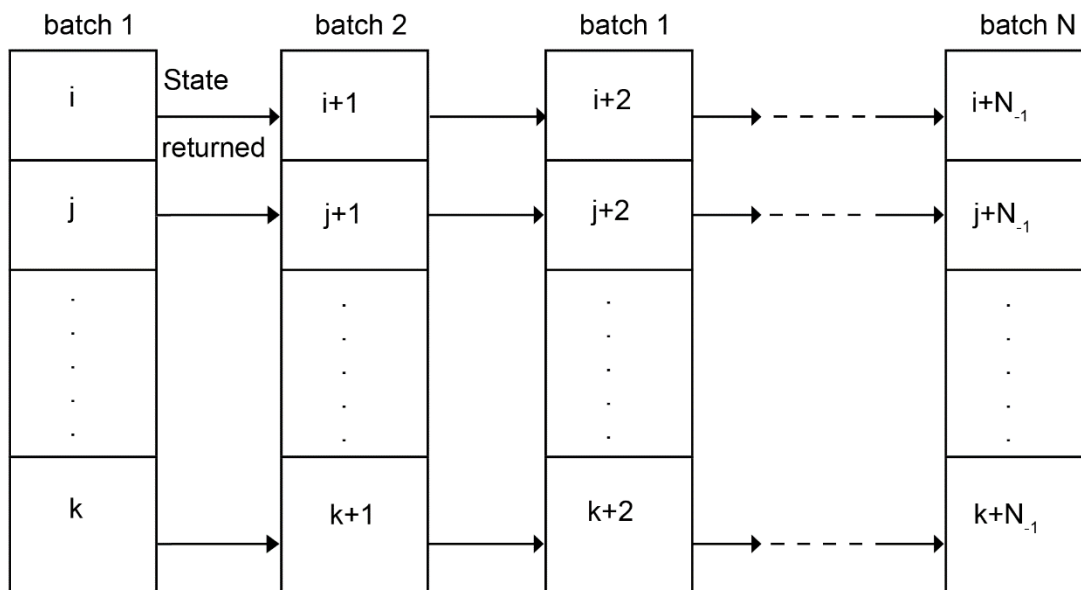 batch 1 batch 2 batch 1 batch N
State
i i+1 i+2 i+N-1
returned
j j+1 j+2 j+N-1
. . . .
. . . .
. . . .
. . . .
. . . .
k k+1 k+2 k+N-1